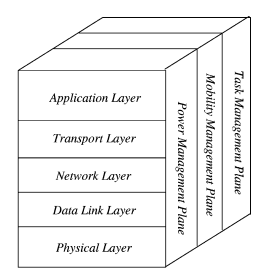 Application Layer
Transport Layer
Network Layer
Data Link Layer
Physical Layer
Power Management Plane
Mobility Management Plane
Task Management Plane